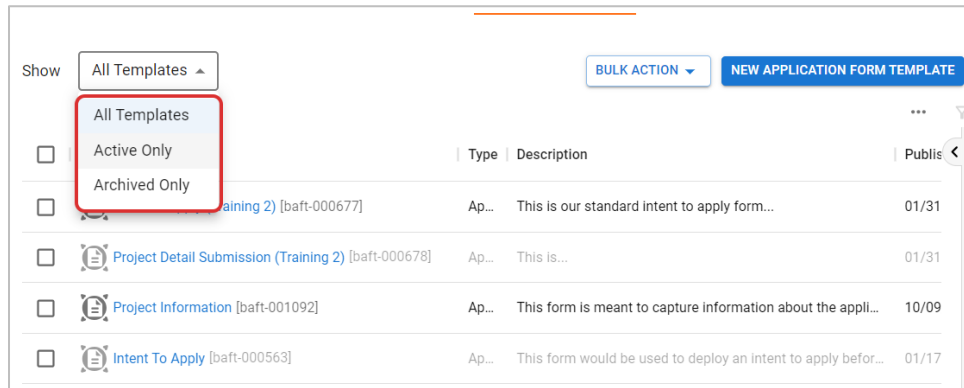 Show All Templates BULK ACTION NEW APPLICATION FORM TEMPLATE
All Templates
Active Only
Archived Only
Type Description
aining 2) [baft-000677] Ap... This is our standard intent to apply form... 01/31
Project Detail Submission (Training 2) [baft-000678] Ap... This is... 01/31
Project Information [baft-001092] Ap... This form is meant to capture information about the appli... 10/09
Intent To Apply [baft-000563] Ap... This form would be used to deploy an intent to apply befor... 01/17